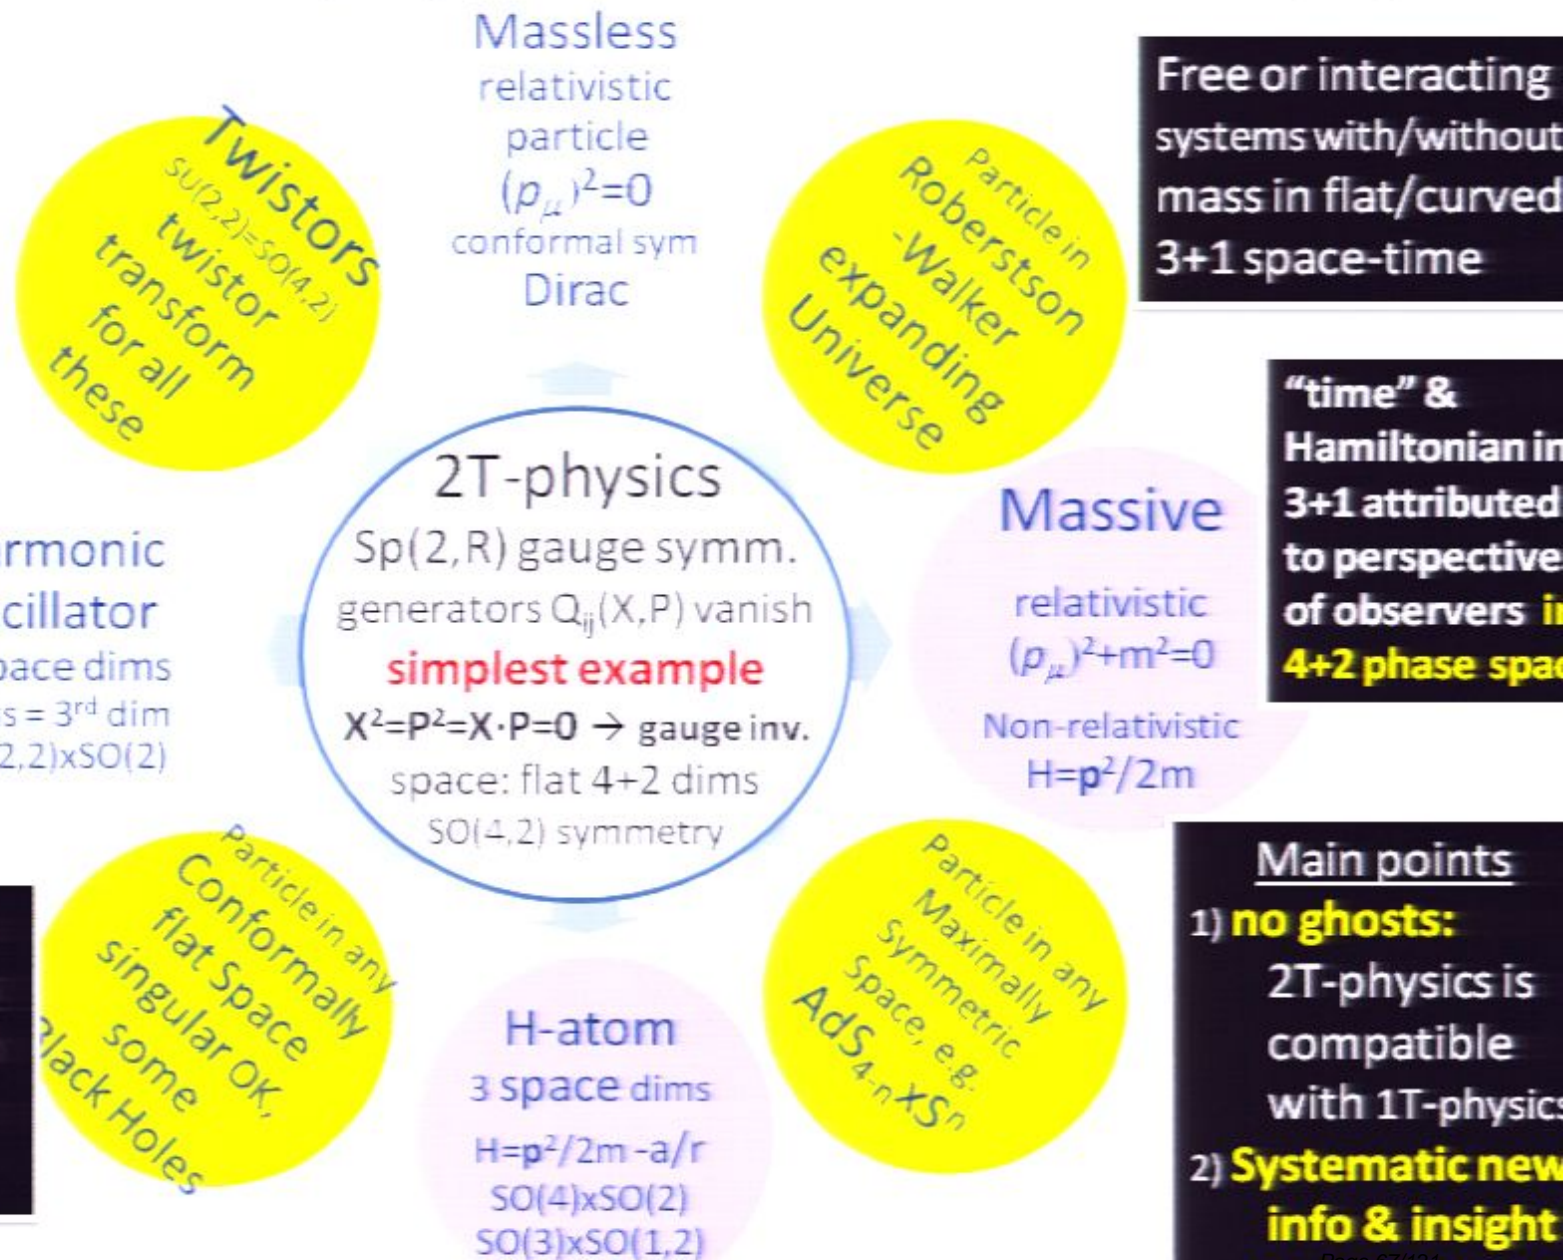 Massless
relativistic
particle
(pμ)²=0
conformal sym
Dirac
Twistors
SU(2,2)=SO(4,2)
twistor
transform
for all
these
Particle in
Roberstson
-Walker
expanding
Universe
Free or interacting
systems with/without
mass in flat/curved
3+1 space-time
"time" &
Hamiltonian in
3+1 attributed
to perspective
of observers
4+2 phase spac
2T-physics
Sp(2,R) gauge symm.
generators Qij(X,P) vanish
simplest example
X²=P²=X·P=0 → gauge inv.
space: flat 4+2 dims
SO(4,2) symmetry
Massive
relativistic
(pμ)²+m²=0
Non-relativistic
H=p²/2m
rmonic
cillator
pace dims
s = 3rd dim
2,2)xSO(2)
Particle in any
Conformally
flat Space
singular OK,
some
Black Holes
H-atom
3 space dims
H=p²/2m -a/r
SO(4)xSO(2)
SO(3)xSO(1,2)
Particle in any
Maximally
Symmetric
Space, e.g.
AdS4-nxSn
Main points
1) no ghosts:
2T-physics is
compatible
with 1T-physics
2) Systematic new
info & insight